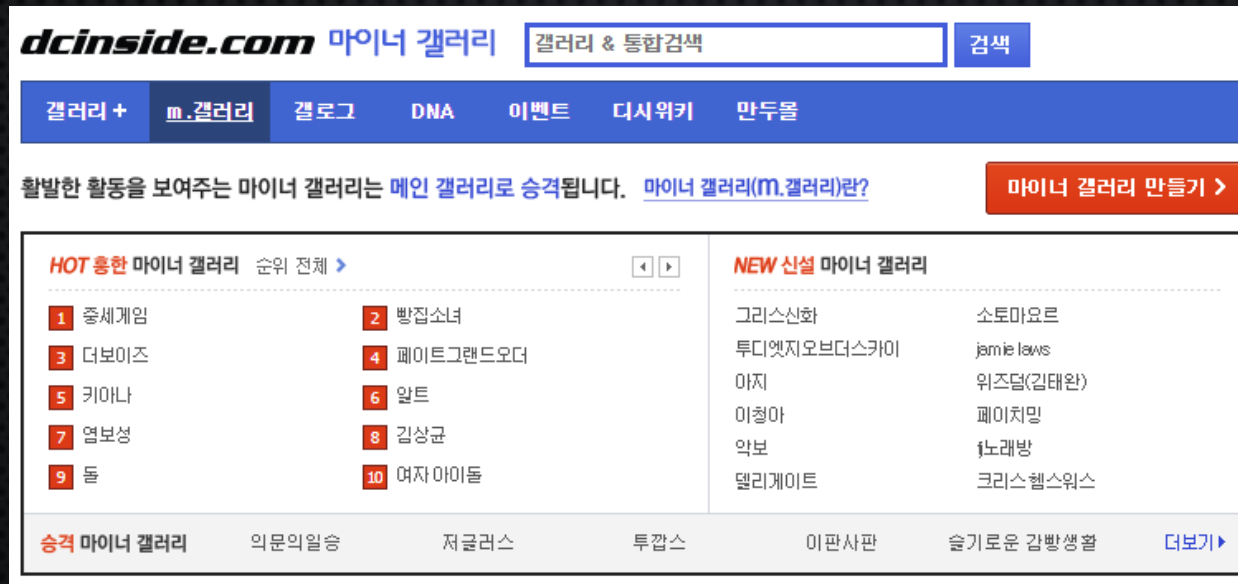 dcinside.com 마이너 갤러리 갤러리 & 통합검색 검색
갤러리 + m.갤러리 갤로그 DNA 이벤트 디시위키 만두몰
활발한 활동을 보여주는 마이너 갤러리는 메인 갤러리로 승격됩니다. 마이너 갤러리(m.갤러리)란? 마이너 갤러리 만들기
HOT 흥한 마이너 갤러리 순위 전체
1 중세게임 2 빵집소녀
3 더보이즈 4 페이트그랜드오더
5 키아나 6 알트
7 염보성 8 김상균
9 돌 10 여자아이돌
NEW 신설 마이너 갤러리
그리스신화 소토마요르
투디엣지오브더스카이 jamie laws
아지 위즈덤(김태완)
이청아 페이치밍
악보 fj노래방
델리게이트 크리스헴스워스
승격 마이너 갤러리 의문의일승 저글러스 투깝스 이판사판 슬기로운 감빵생활 더보기